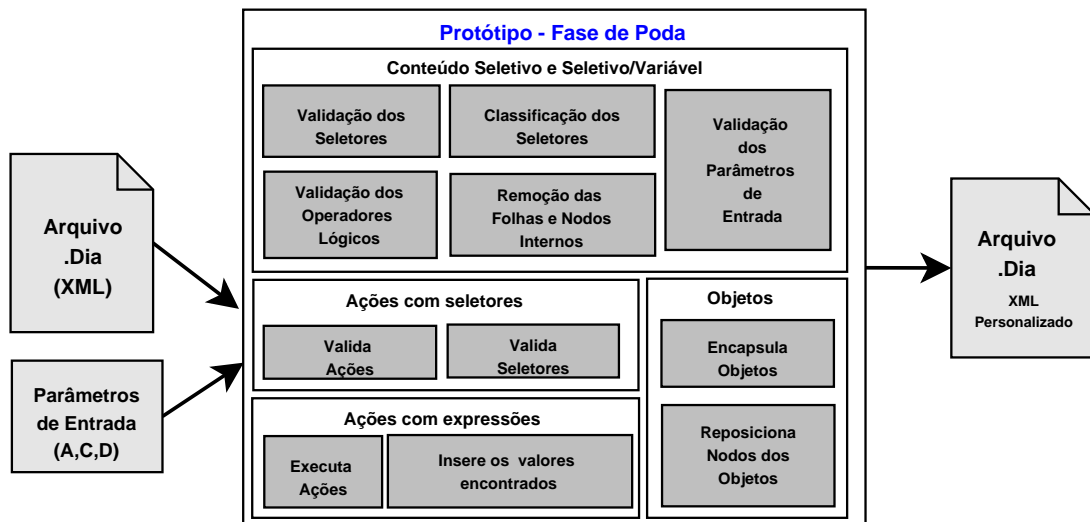 Protótipo - Fase de Poda
Conteúdo Seletivo e Seletivo/Variável
Validação dos
Seletores
Classificação dos
Seletores
Validação
dos
Parâmetros
de
Entrada
Validação dos
Operadores
Lógicos
Remoção das
Folhas e Nodos
Internos
Arquivo
.Dia
(XML)
Parâmetros
de Entrada
(A,C,D)
Ações com seletores
Valida
Ações
Valida
Seletores
Ações com expressões
Executa
Ações
Insere os valores
encontrados
Objetos
Encapsula
Objetos
Reposiciona
Nodos dos
Objetos
Arquivo
.Dia
XML
Personalizado